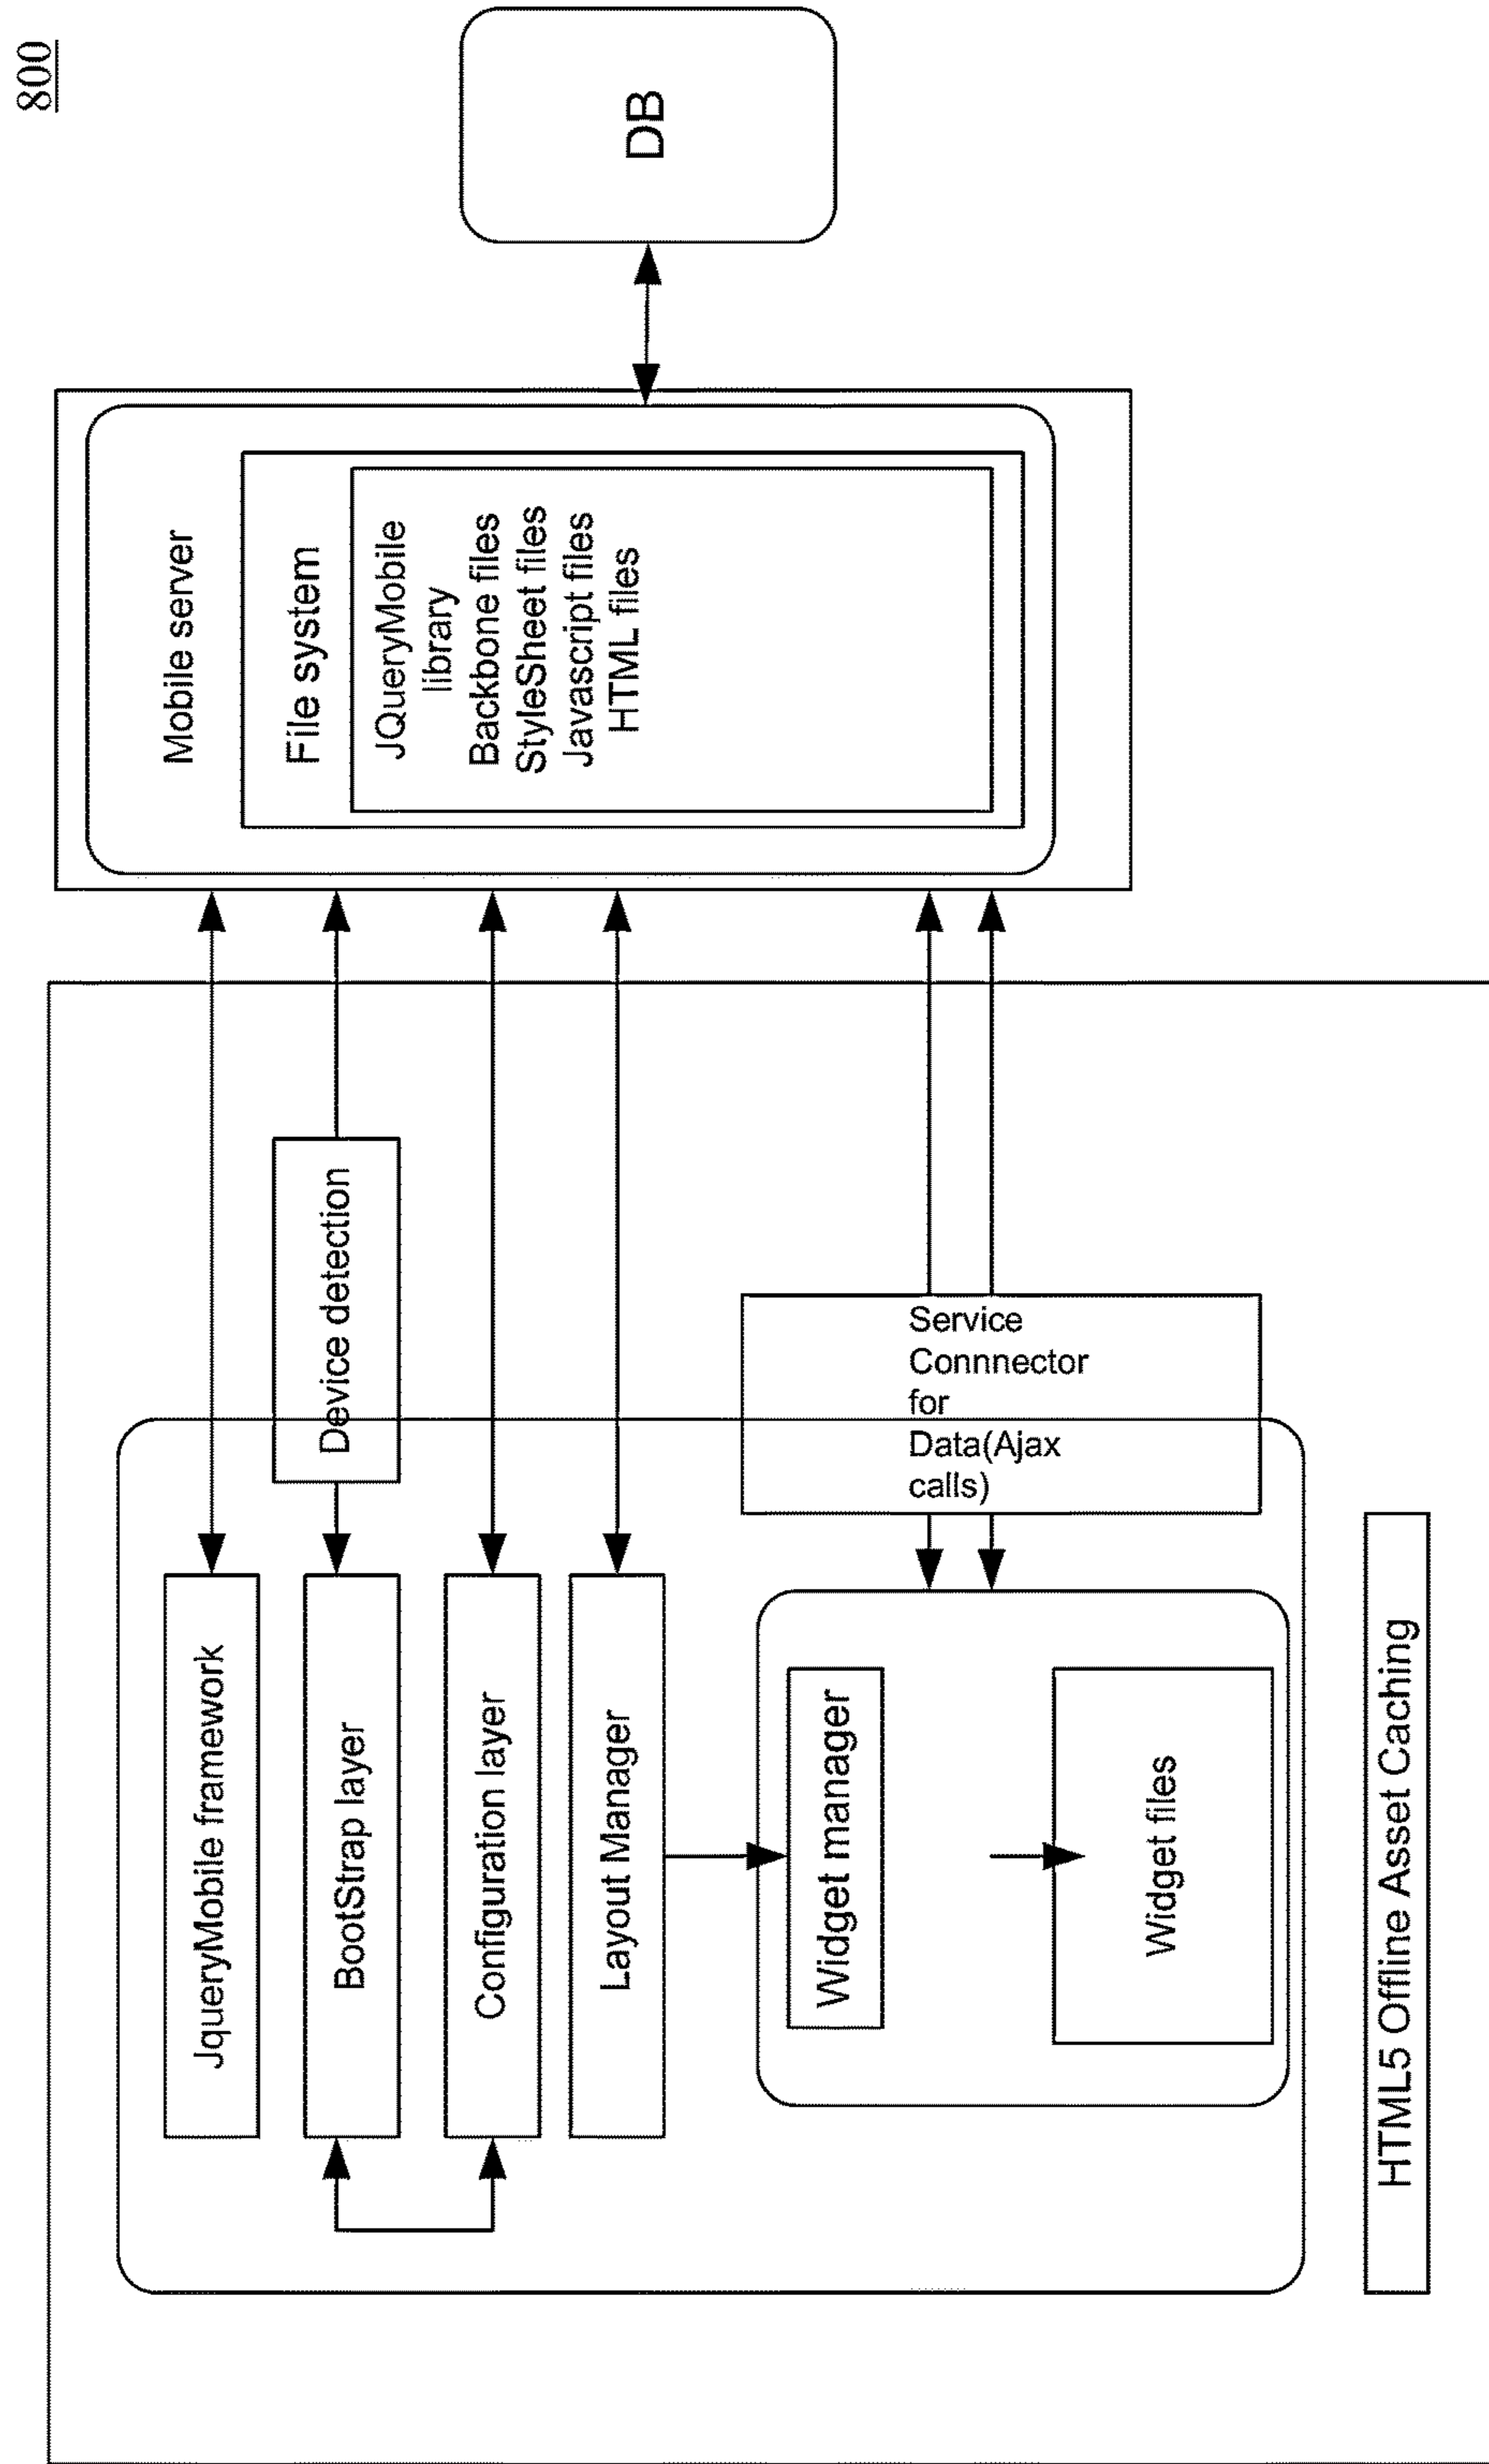 800
JqueryMobile framework
BootStrap layer
Configuration layer
Layout Manager
Widget manager
Widget files
HTML5 Offline Asset Caching
Device detection
Service
Connnector
for
Data(Ajax
calls)
Mobile server
File system
JQueryMobile
library
Backbone files
StyleSheet files
Javascript files
HTML files
DB